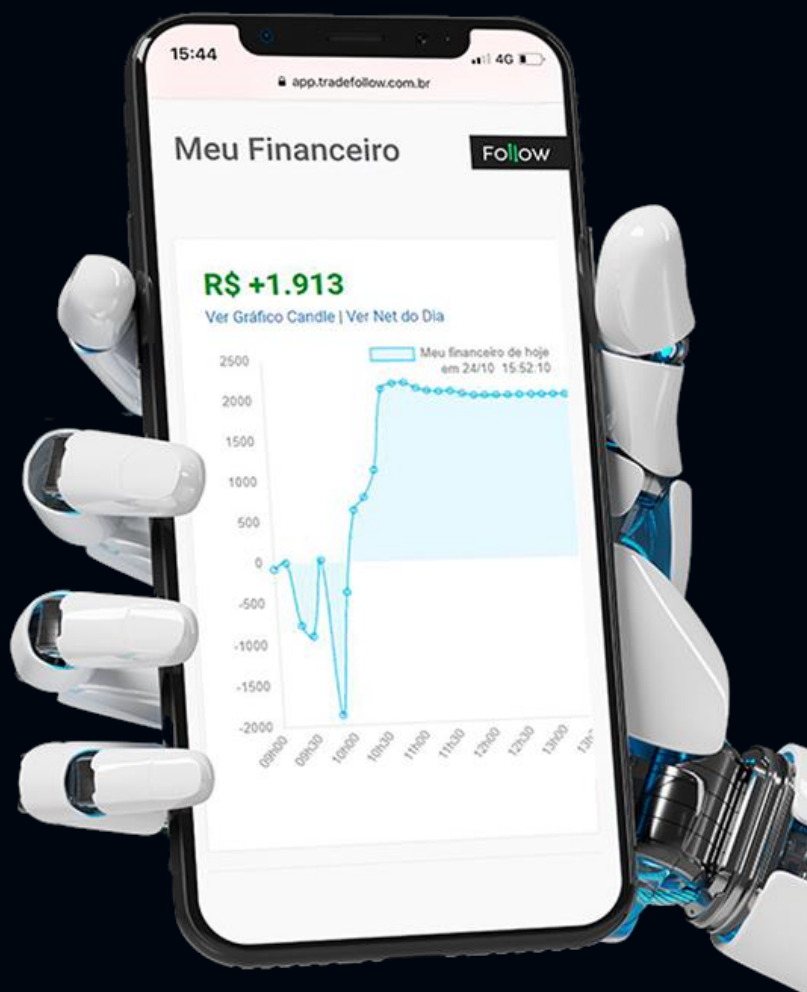 15:44
4G
app.tradefollow.com.br
Meu Financeiro
Follow
R$ +1.913
Ver Gráfico Candle | Ver Net do Dia
Meu financeiro de hoje
em 24/10 15:52:10
2500
2000
1500
1000
500
0
-500
-1000
-1500
-2000
09h00
09h30
10h00
10h30
11h00
11h30
12h00
12h30
13h00
13h